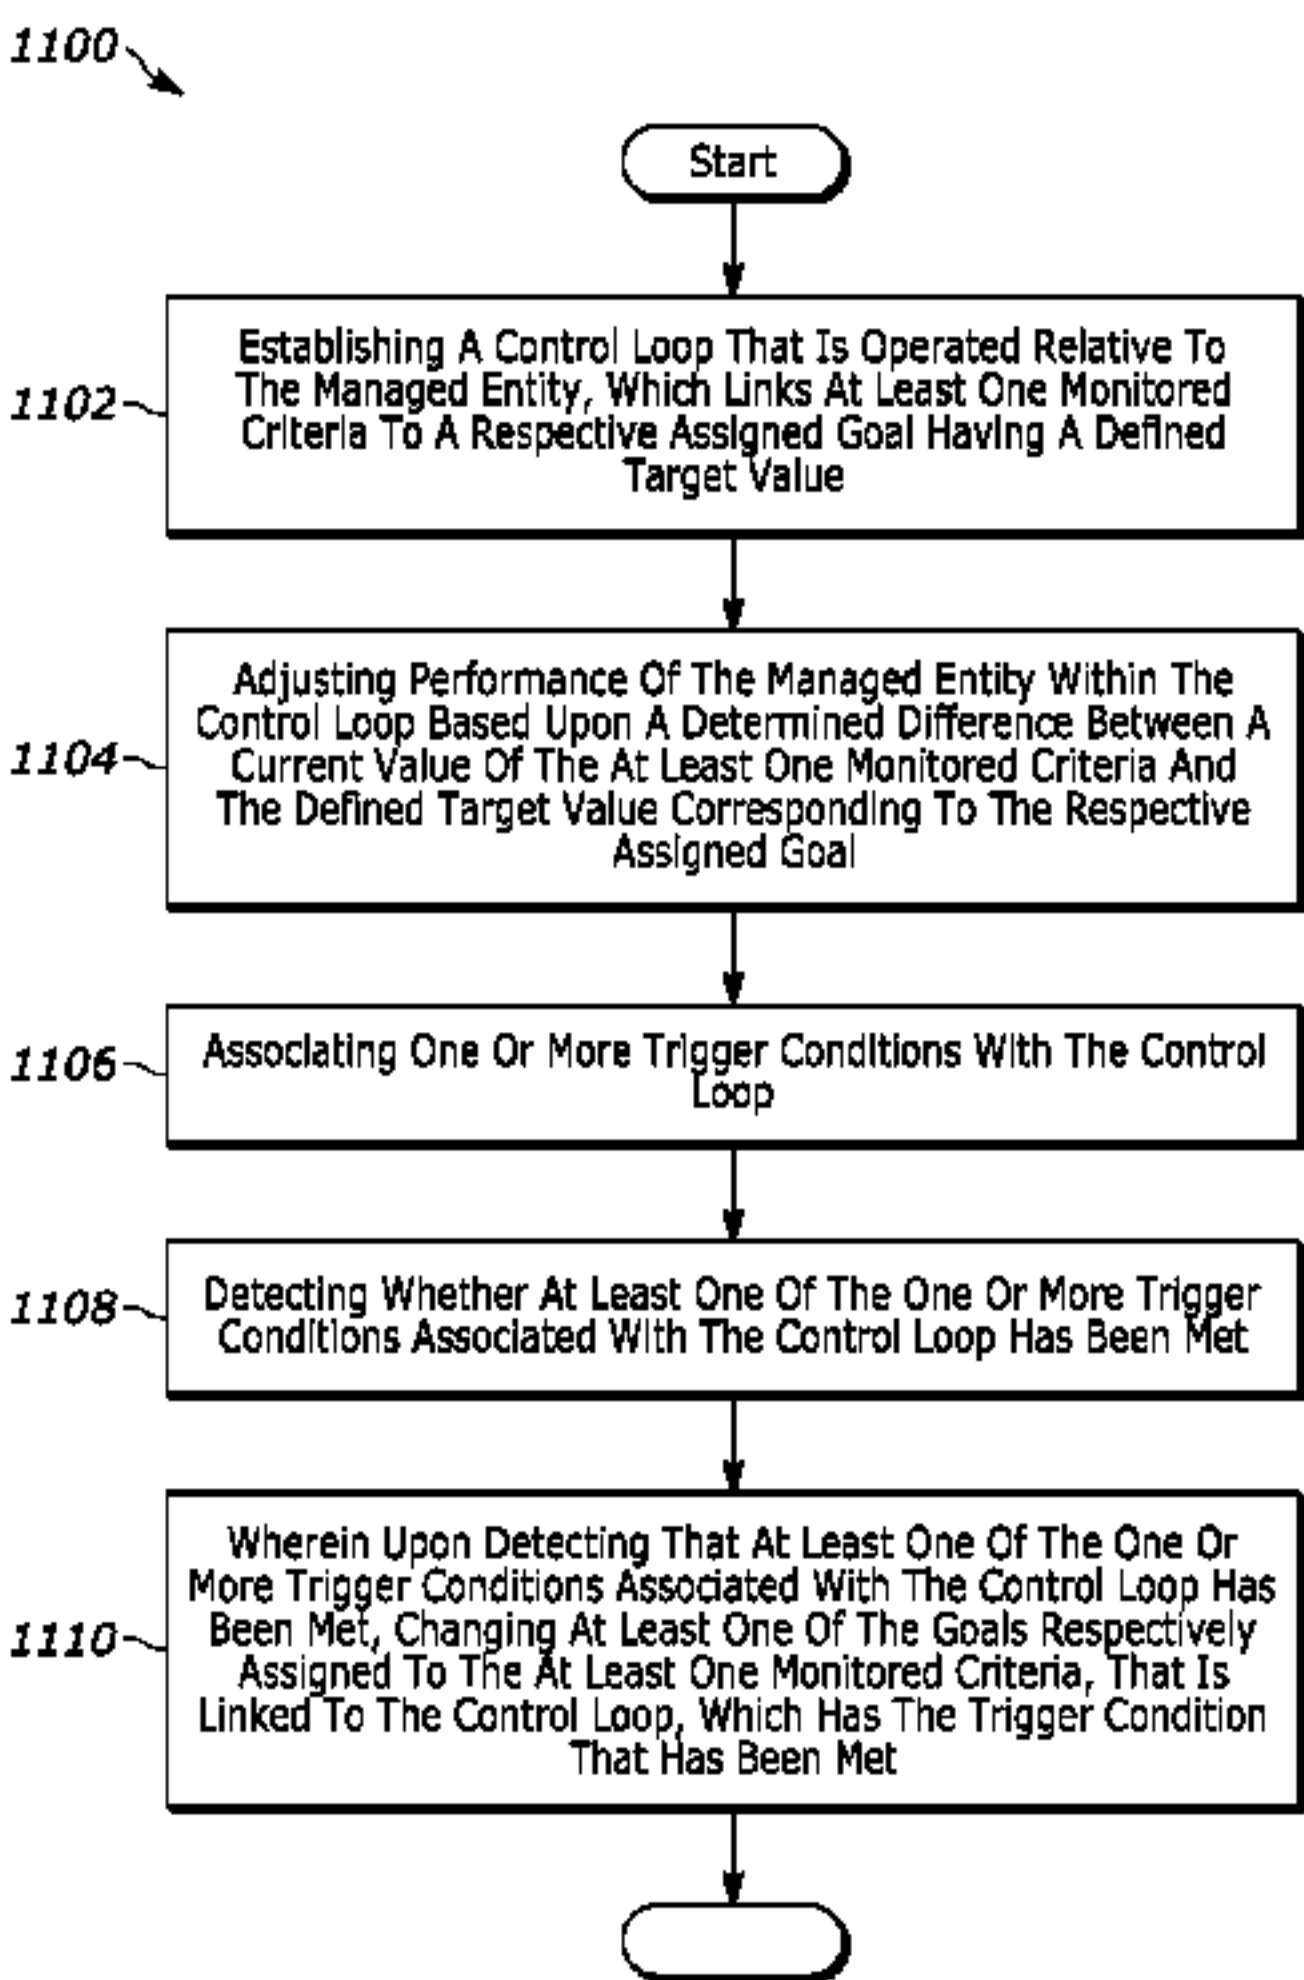 1100
Start
1102
Establishing A Control Loop That Is Operated Relative To
The Managed Entity, Which Links At Least One Monitored
Criteria To A Respective Assigned Goal Having A Defined
Target Value
1104
Adjusting Performance Of The Managed Entity Within The
Control Loop Based Upon A Determined Difference Between A
Current Value Of The At Least One Monitored Criteria And
The Defined Target Value Corresponding To The Respective
Assigned Goal
1106
Associating One Or More Trigger Conditions With The Control
Loop
1108
Detecting Whether At Least One Of The One Or More Trigger
Conditions Associated With The Control Loop Has Been Met
1110
Wherein Upon Detecting That At Least One Of The One Or
More Trigger Conditions Associated With The Control Loop Has
Been Met, Changing At Least One Of The Goals Respectively
Assigned To The At Least One Monitored Criteria, That Is
Linked To The Control Loop, Which Has The Trigger Condition
That Has Been Met